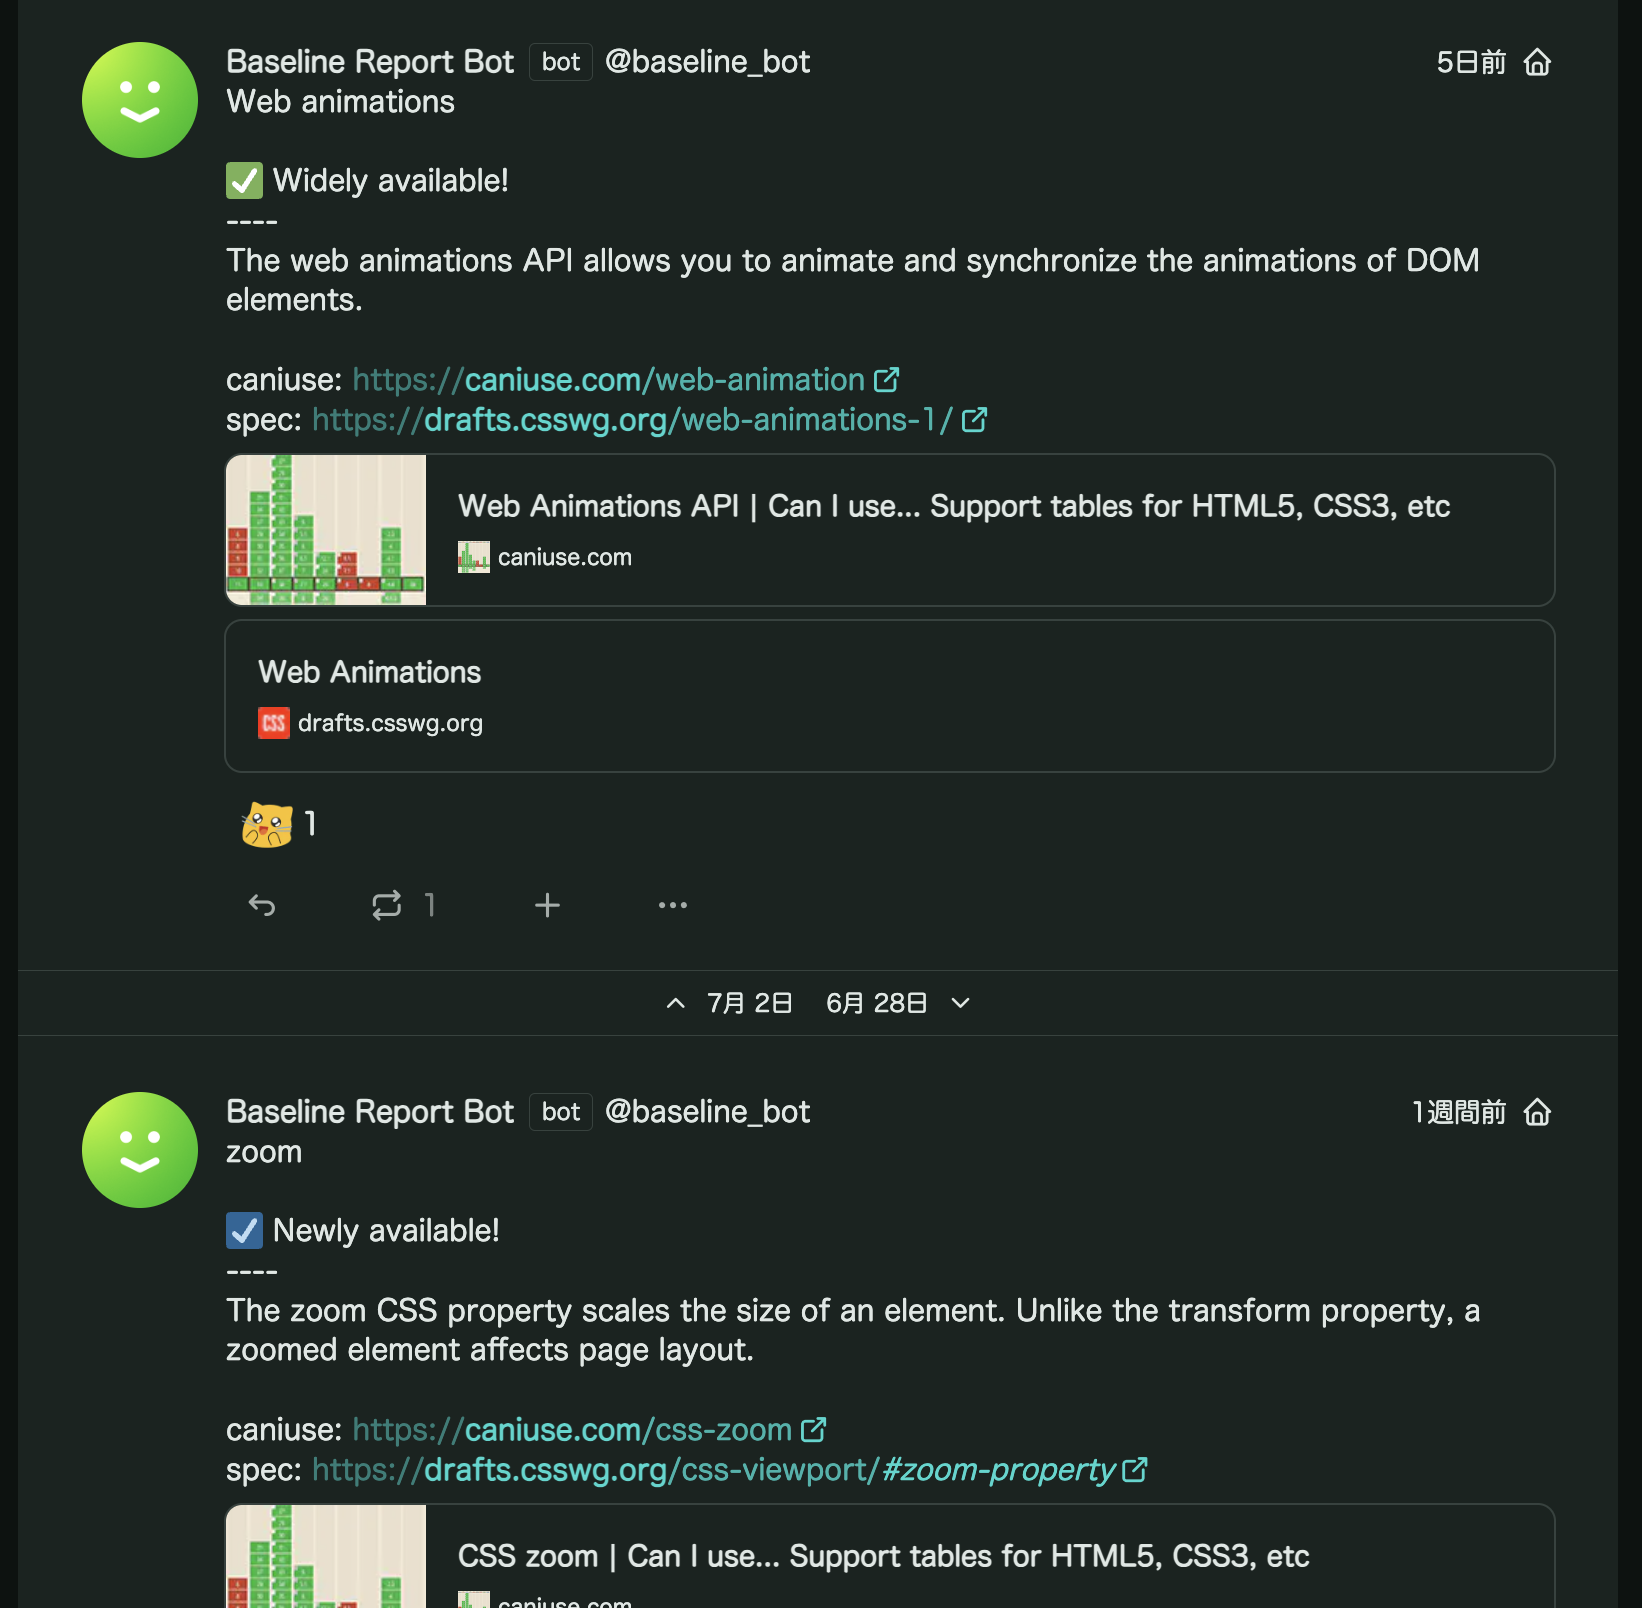 Baseline Report Bot bot @baseline_bot 5日前
Web animations
✅ Widely available!
----
The web animations API allows you to animate and synchronize the animations of DOM
elements.
caniuse: https://caniuse.com/web-animation
spec: https://drafts.csswg.org/web-animations-1/
Web Animations API | Can I use... Support tables for HTML5, CSS3, etc
caniuse.com
Web Animations
CSS drafts.csswg.org
1
1
7月 2日 6月 28日
Baseline Report Bot bot @baseline_bot 1週間前
zoom
☑️ Newly available!
----
The zoom CSS property scales the size of an element. Unlike the transform property, a
zoomed element affects page layout.
caniuse: https://caniuse.com/css-zoom
spec: https://drafts.csswg.org/css-viewport/#zoom-property
CSS zoom | Can I use... Support tables for HTML5, CSS3, etc
caniuse.com